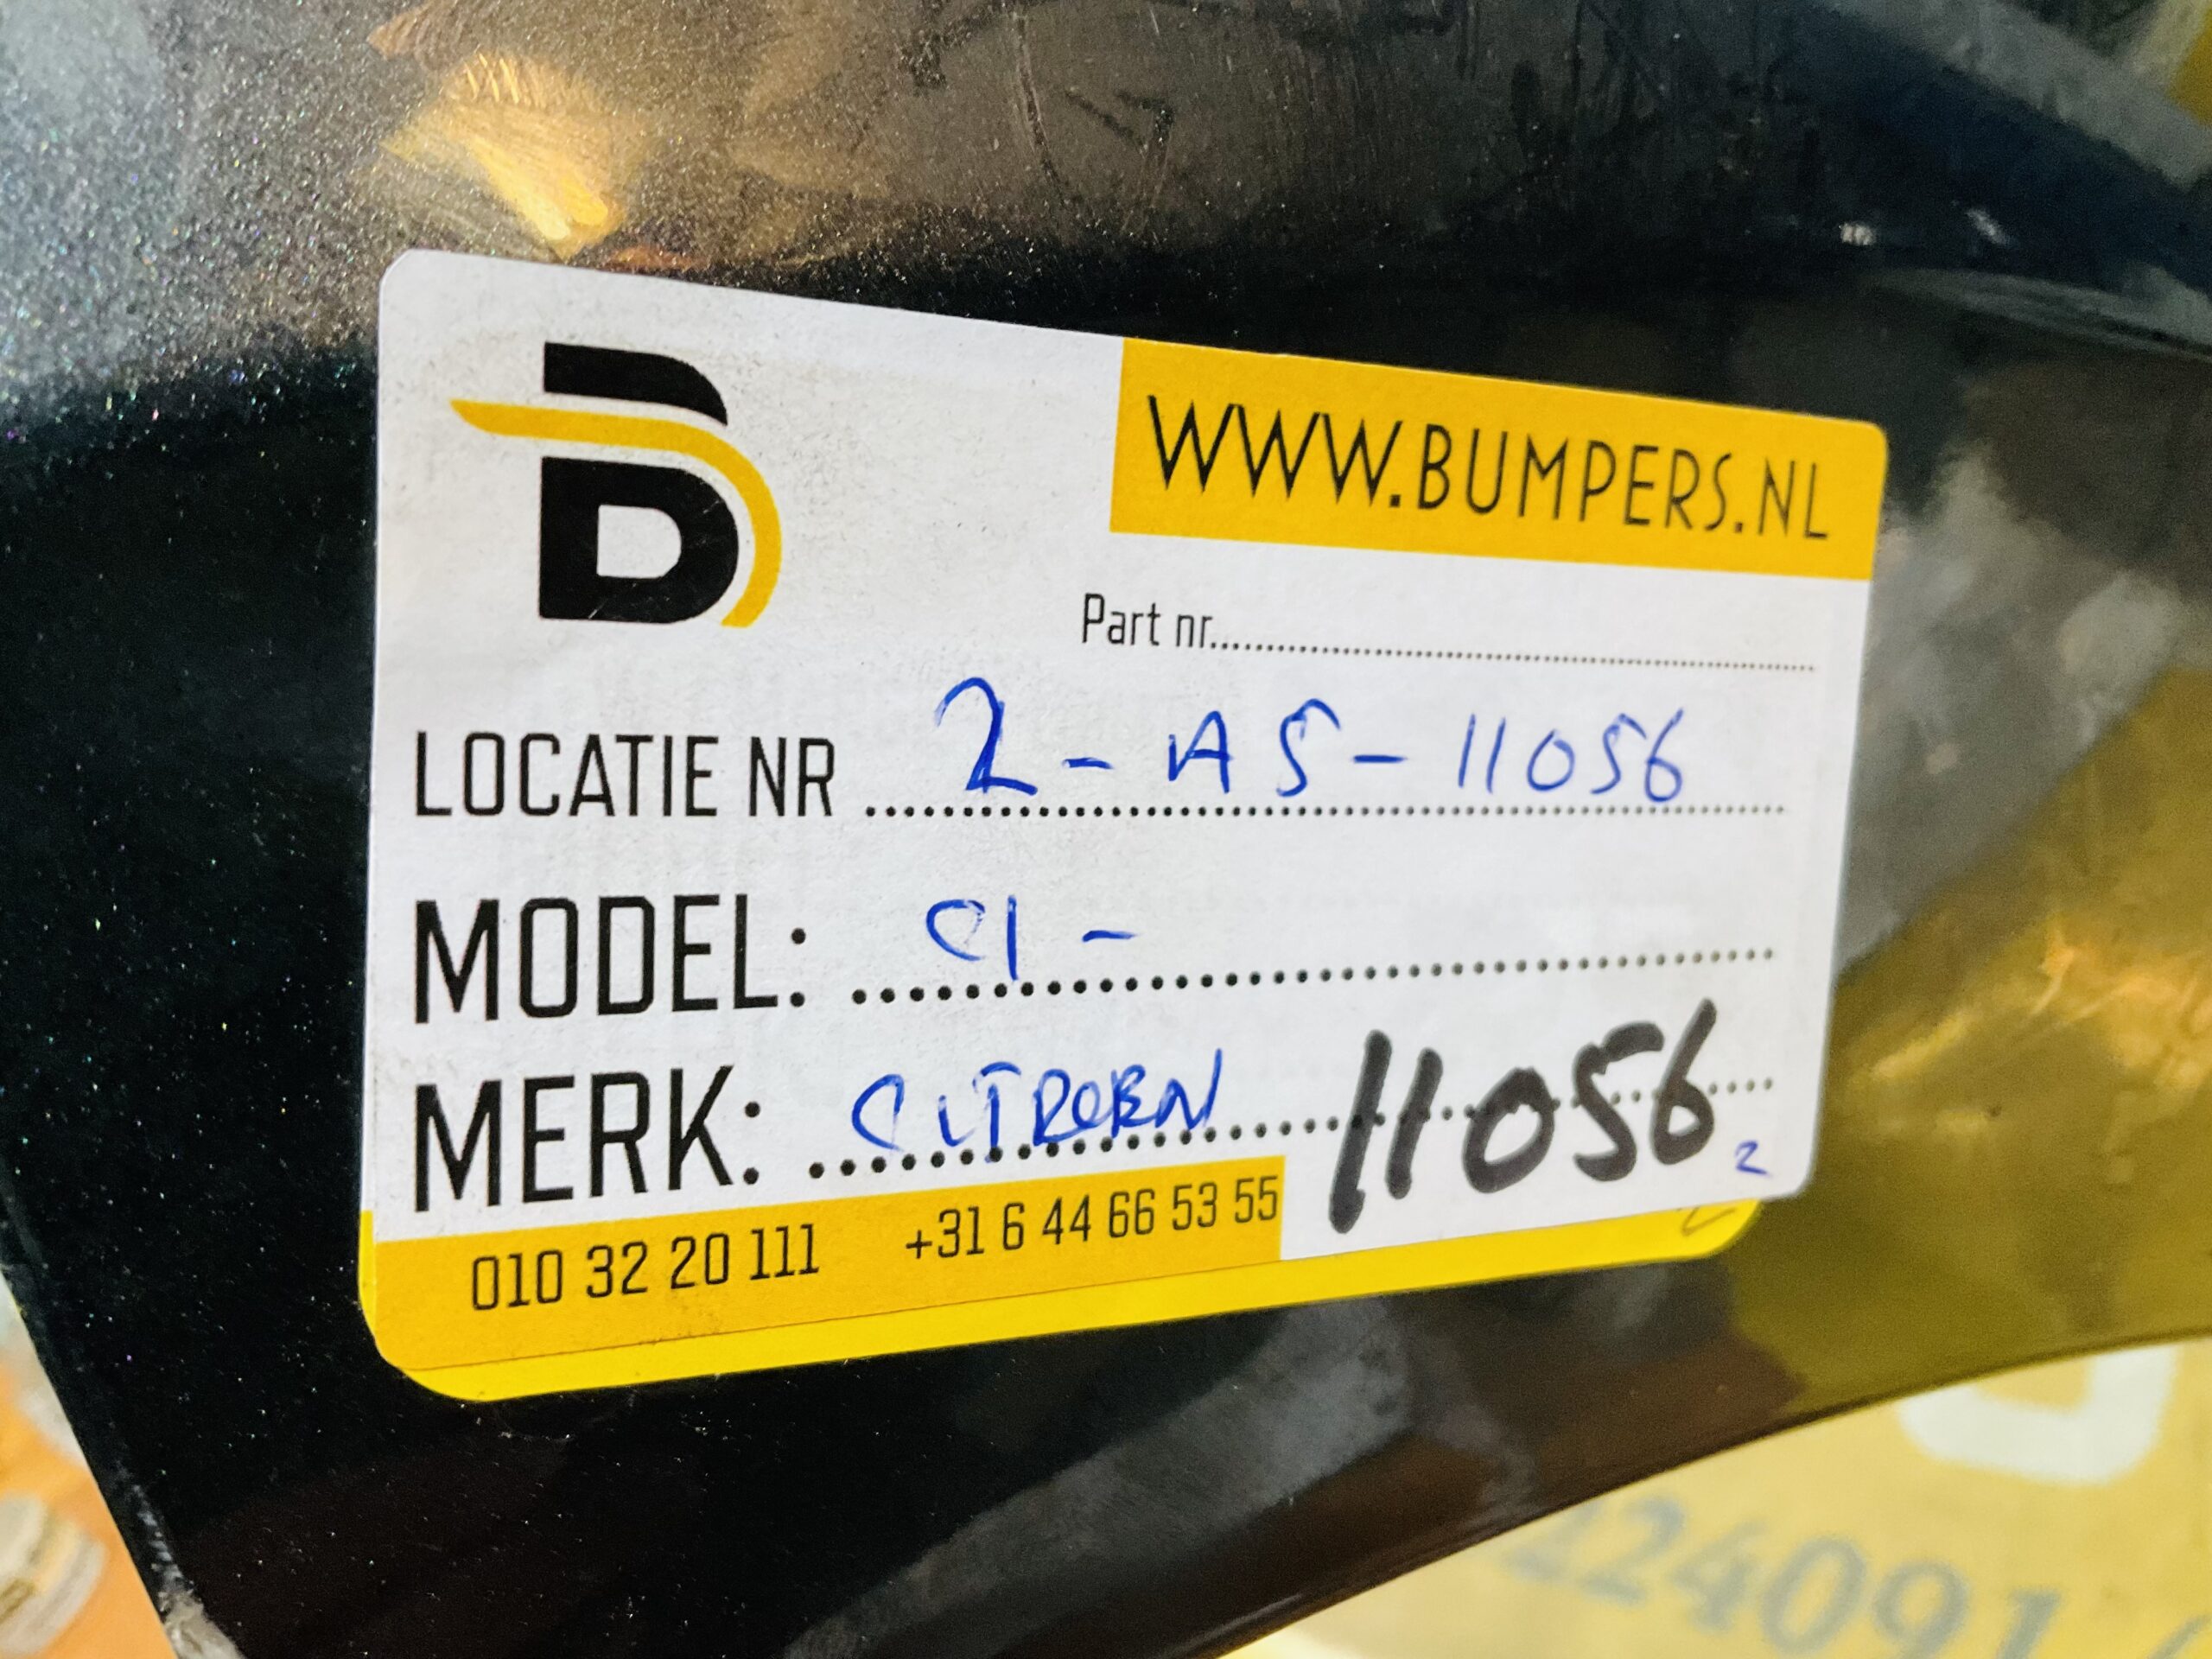 B
WWW.BUMPERS.NL
Part nr.
LOCATIE NR 2-A5-11056
MODEL: C1 -
MERK: CITROEN 11056
2
010 32 20 111 +31 6 44 66 53 55